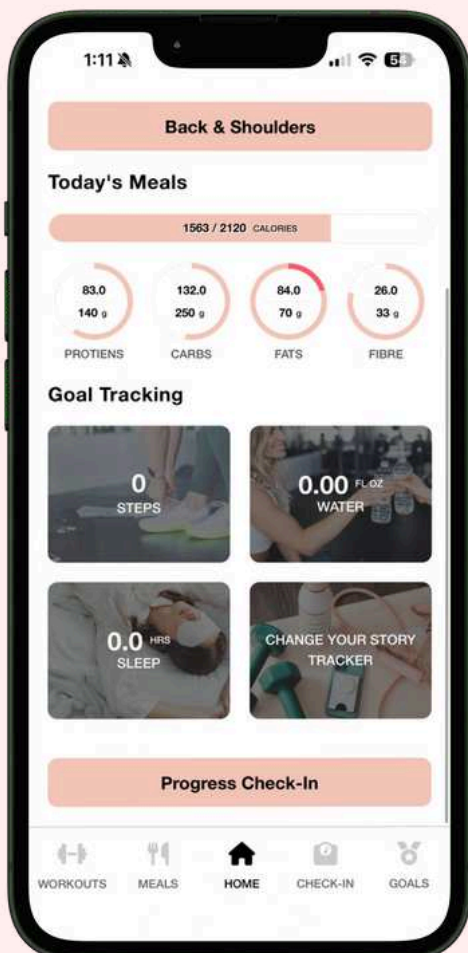 1:11
54
Back & Shoulders
Today's Meals
1563 / 2120 CALORIES
83.0
140 g
PROTIENS
132.0
250 g
CARBS
84.0
70 g
FATS
26.0
33 g
FIBRE
Goal Tracking
0
STEPS
0.00 FL OZ
WATER
0.0 HRS
SLEEP
CHANGE YOUR STORY
TRACKER
Progress Check-In
WORKOUTS
MEALS
HOME
CHECK-IN
GOALS